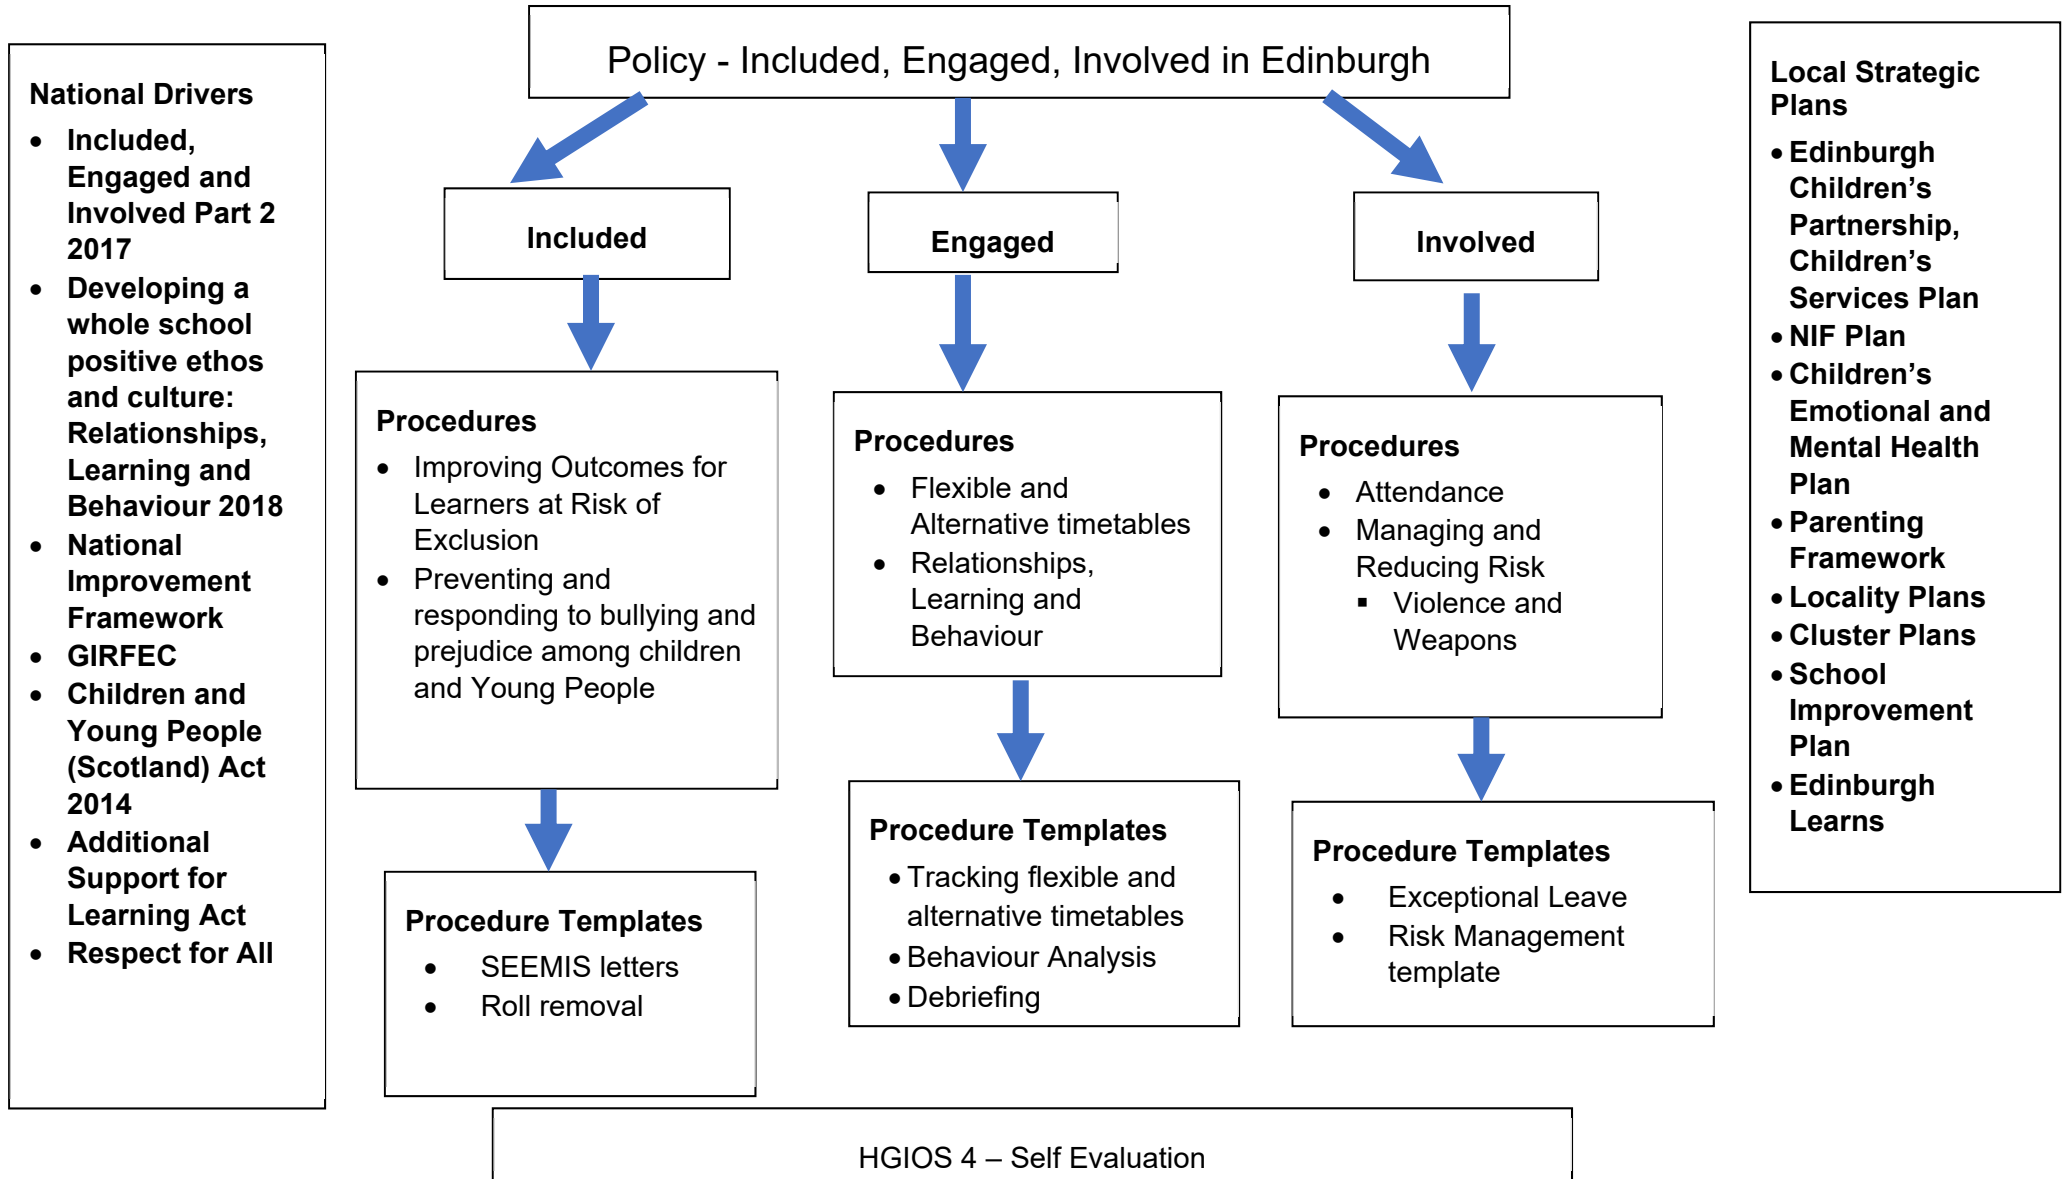 Policy - Included, Engaged, Involved in Edinburgh
National Drivers
• Included,
Engaged and
Involved Part 2
2017
• Developing a
whole school
positive ethos
and culture:
Relationships,
Learning and
Behaviour 2018
• National
Improvement
Framework
• GIRFEC
• Children and
Young People
(Scotland) Act
2014
• Additional
Support for
Learning Act
• Respect for All
Included
Procedures
• Improving Outcomes for
Learners at Risk of
Exclusion
• Preventing and
responding to bullying and
prejudice among children
and Young People
Procedure Templates
• SEEMIS letters
• Roll removal
Engaged
Procedures
• Flexible and
Alternative timetables
• Relationships,
Learning and
Behaviour
Procedure Templates
• Tracking flexible and
alternative timetables
• Behaviour Analysis
• Debriefing
Involved
Procedures
• Attendance
• Managing and
Reducing Risk
▪ Violence and
Weapons
Procedure Templates
• Exceptional Leave
• Risk Management
template
Local Strategic
Plans
• Edinburgh
Children’s
Partnership,
Children’s
Services Plan
• NIF Plan
• Children’s
Emotional and
Mental Health
Plan
• Parenting
Framework
• Locality Plans
• Cluster Plans
• School
Improvement
Plan
• Edinburgh
Learns
HGIOS 4 – Self Evaluation